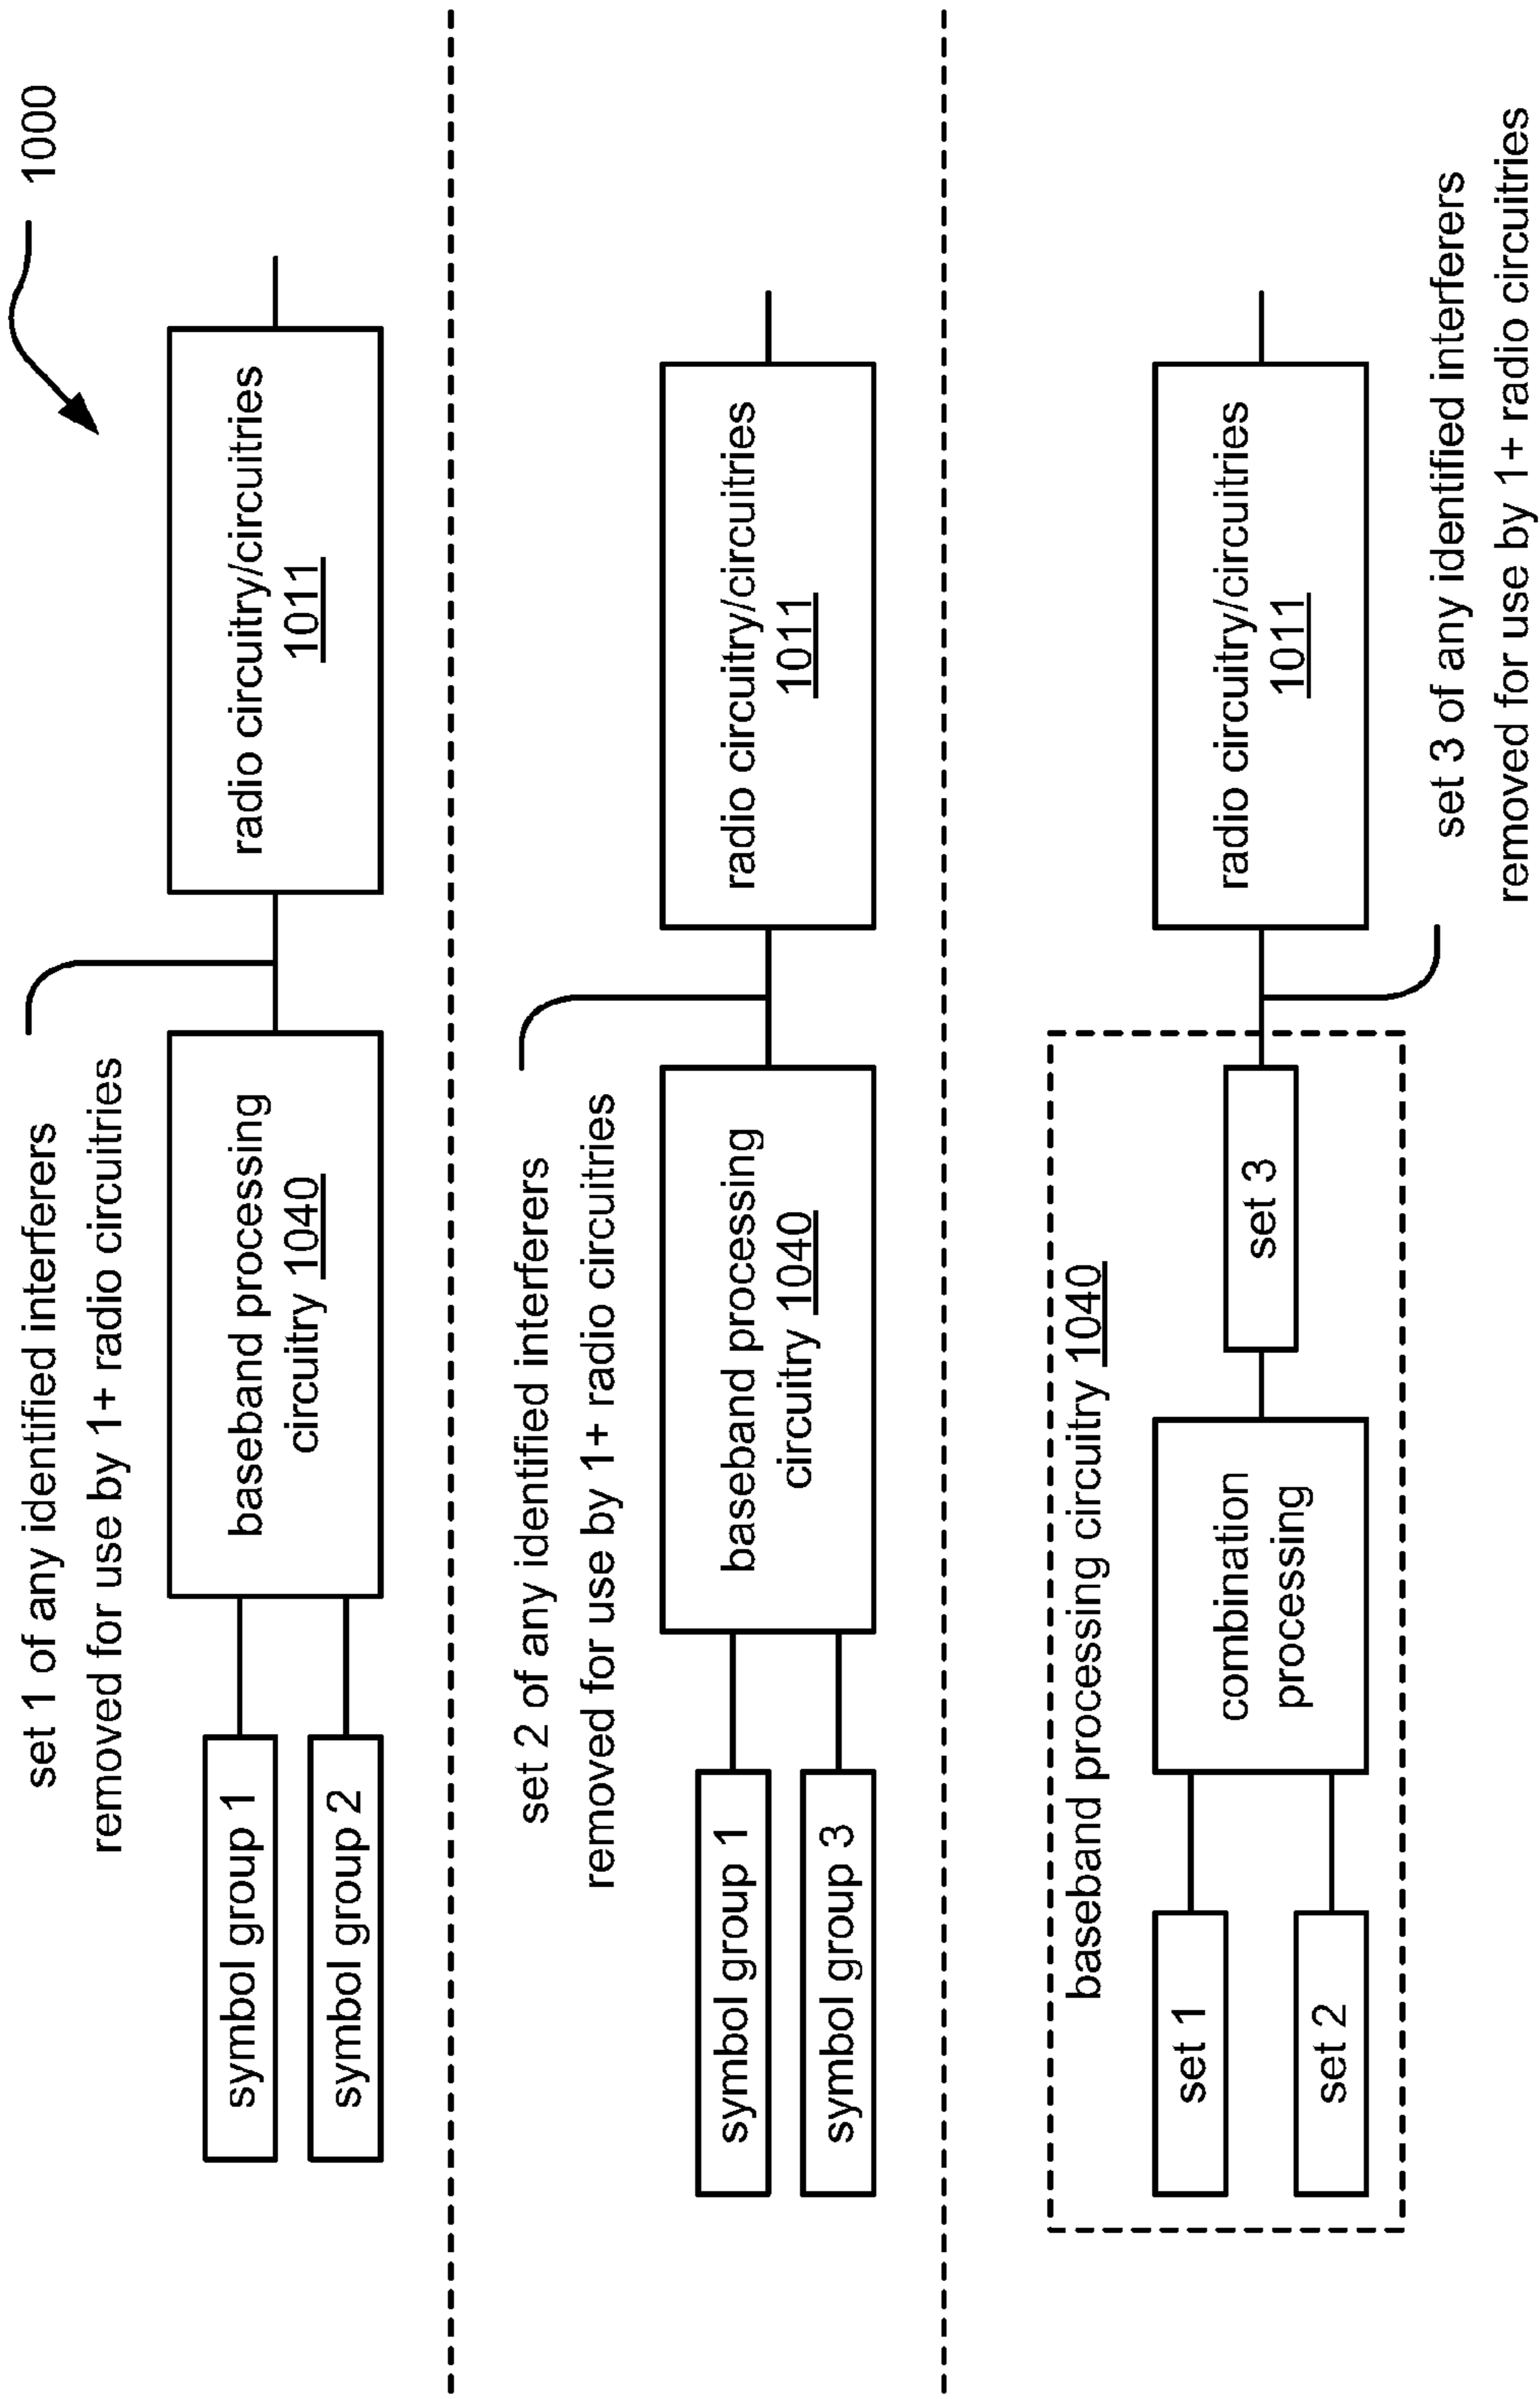 1000
set 1 of any identified interferers
removed for use by 1+ radio circuitries
symbol group 1
symbol group 2
baseband processing
circuitry 1040
radio circuitry/circuitries
1011
set 2 of any identified interferers
removed for use by 1+ radio circuitries
symbol group 1
symbol group 3
baseband processing
circuitry 1040
radio circuitry/circuitries
1011
baseband processing circuitry 1040
set 1
set 2
combination
processing
set 3
radio circuitry/circuitries
1011
set 3 of any identified interferers
removed for use by 1+ radio circuitries